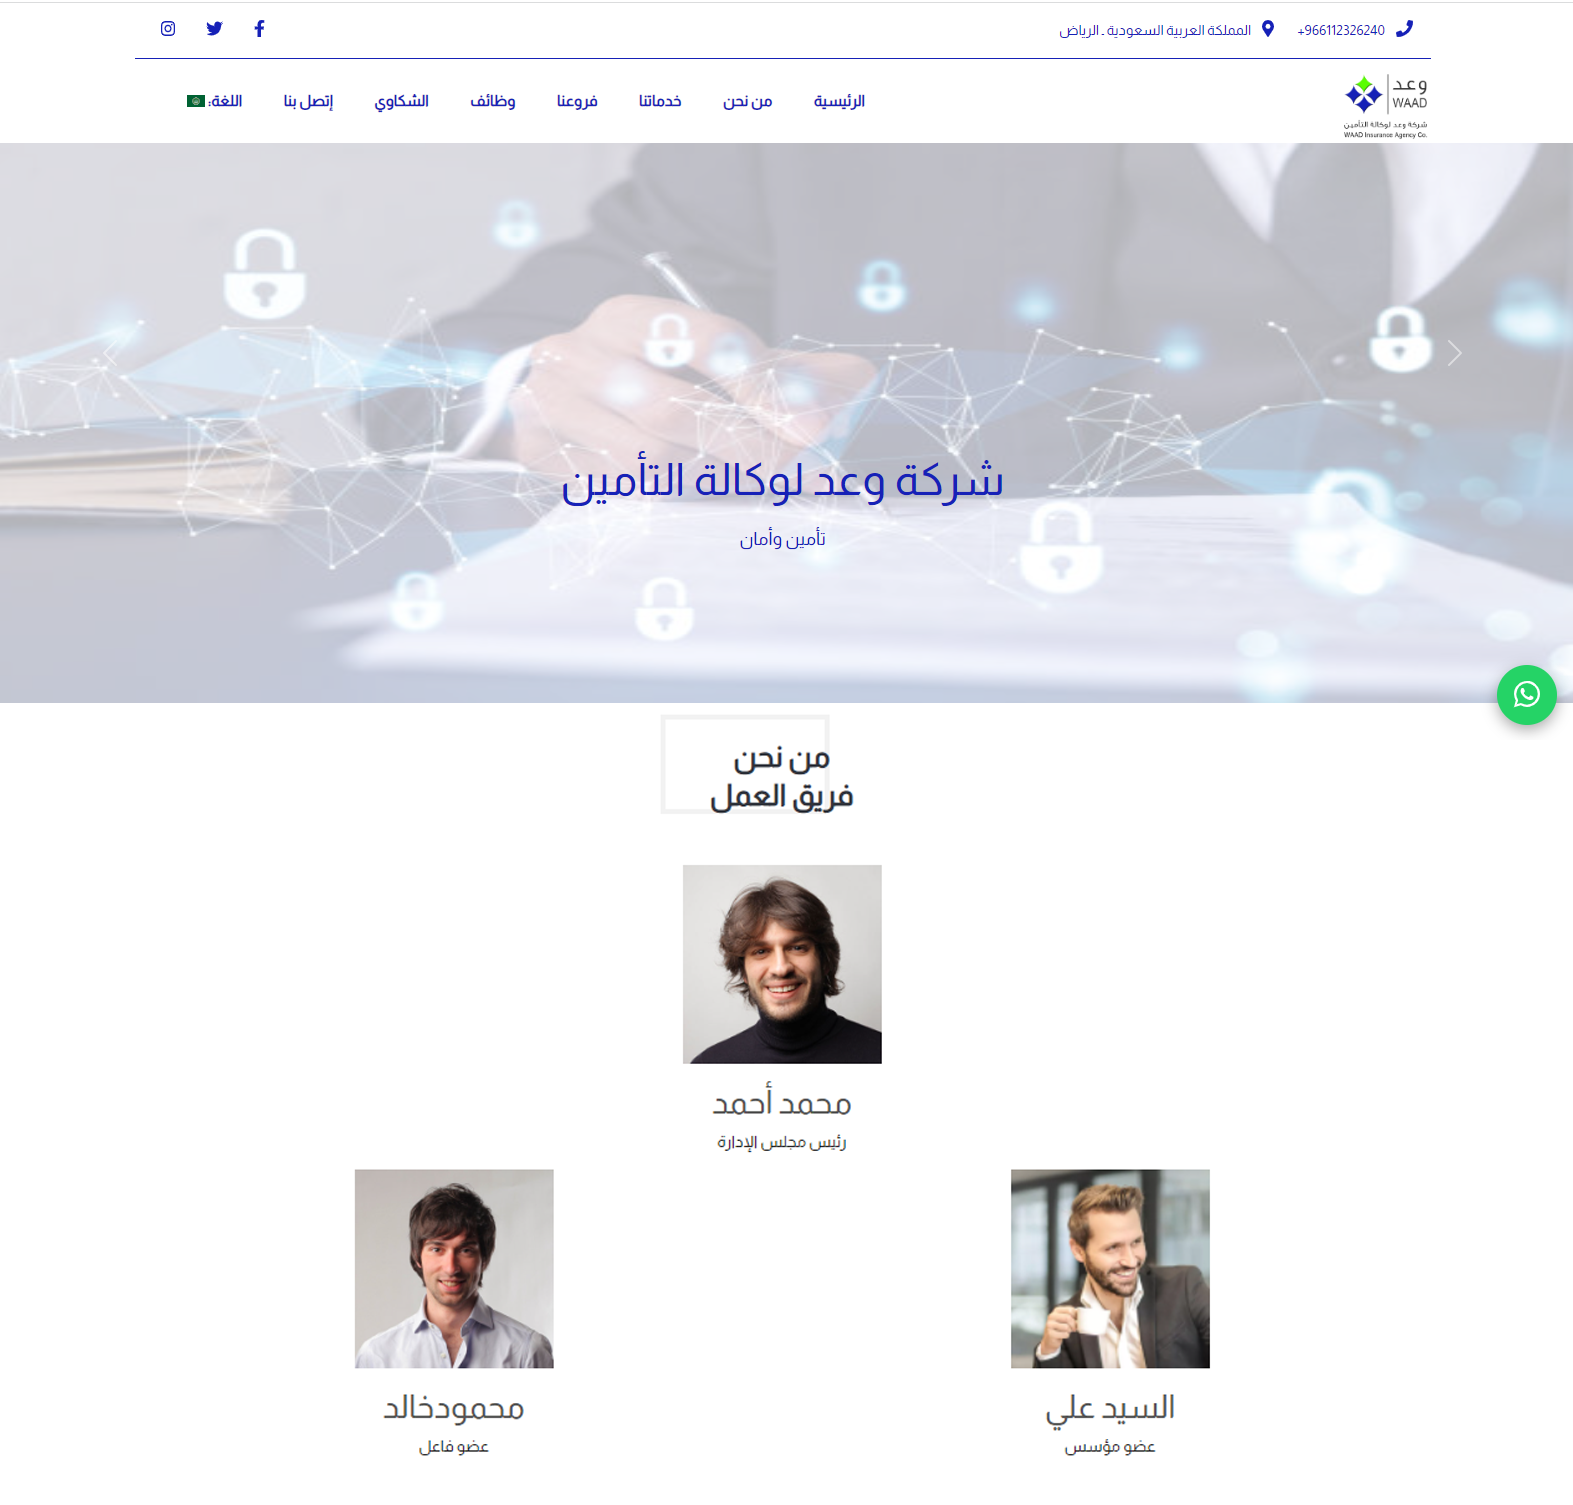 +966112326240
المملكة العربية السعودية ـ الرياض
وعد
WAAD
شركة وعد لوكالة التأمين
WAAD Insurance Agency Co.
الرئيسية
من نحن
خدماتنا
فروعنا
وظائف
الشكاوي
إتصل بنا
اللغة:
شركة وعد لوكالة التأمين
تأمين وأمان
من نحن
فريق العمل
محمد أحمد
رئيس مجلس الإدارة
السيد علي
عضو مؤسس
محمودخالد
عضو فاعل